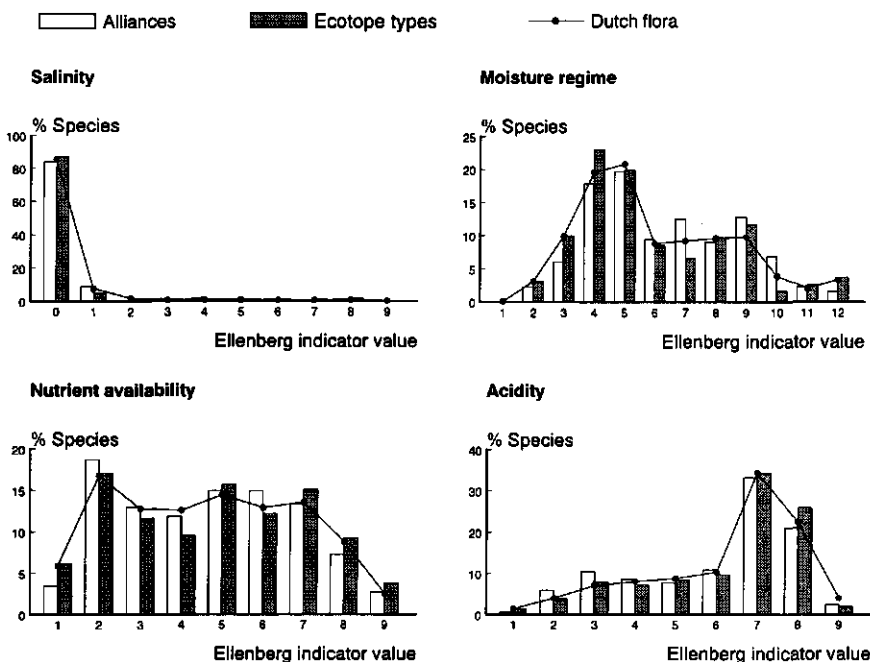 Alliances Ecotope types Dutch flora
Salinity
% Species
100
80
60
40
20
0
0 1 2 3 4 5 6 7 8 9
Ellenberg indicator value
Moisture regime
% Species
25
20
15
10
5
0
1 2 3 4 5 6 7 8 9 10 11 12
Ellenberg indicator value
Nutrient availability
% Species
20
15
10
5
0
1 2 3 4 5 6 7 8 9
Ellenberg indicator value
Acidity
% Species
40
30
20
10
0
1 2 3 4 5 6 7 8 9
Ellenberg indicator value